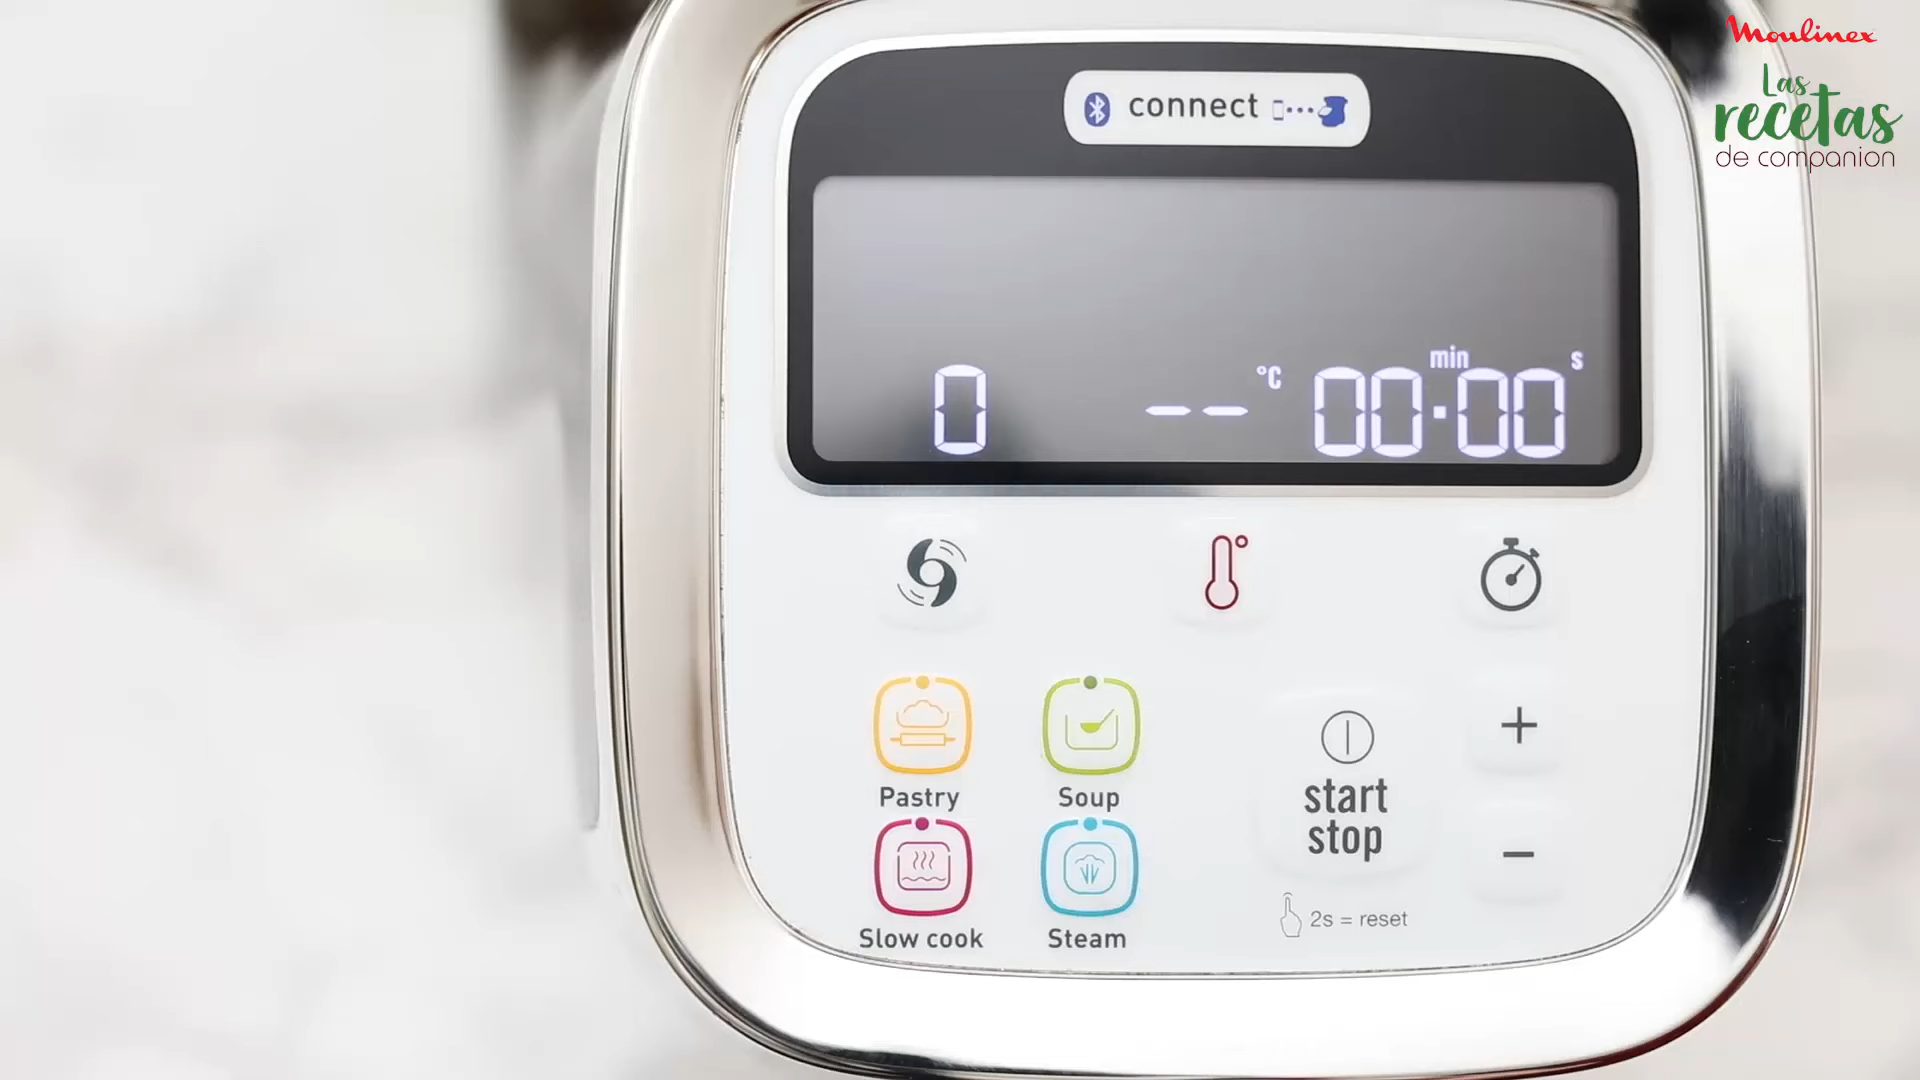 Moulinex
Las
recetas
de companion
connect
0 -- °C 00:00 min s
Pastry
Soup
Slow cook
Steam
start
stop
+
-
2s = reset